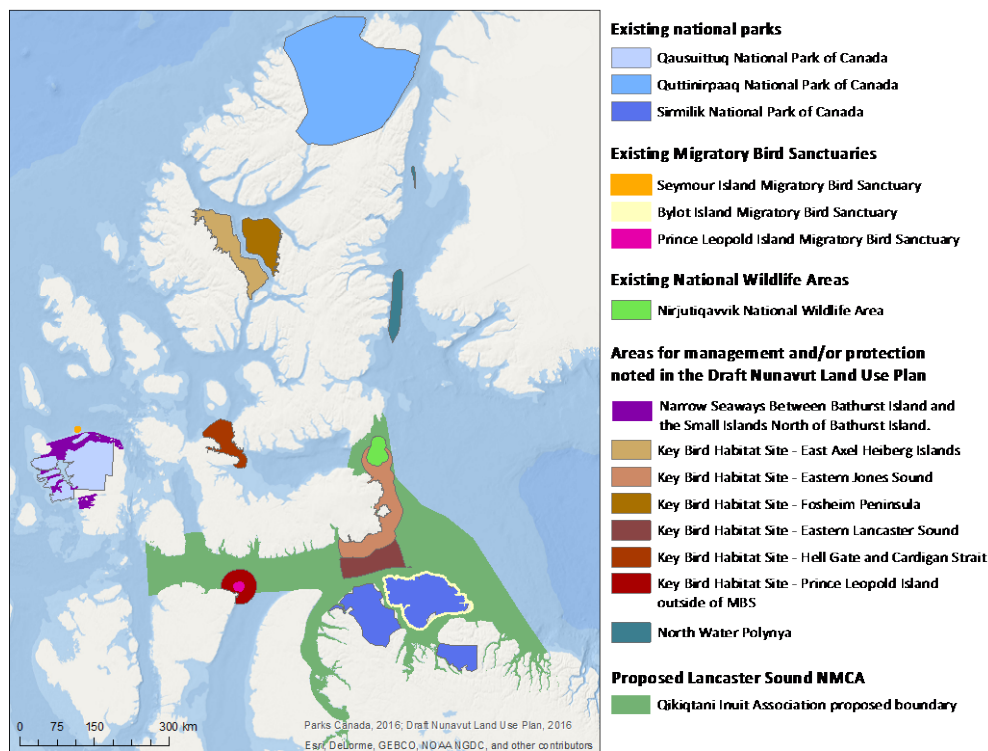 Existing national parks
Qausuittuq National Park of Canada
Quttinirpaaq National Park of Canada
Sirmilik National Park of Canada
Existing Migratory Bird Sanctuaries
Seymour Island Migratory Bird Sanctuary
Bylot Island Migratory Bird Sanctuary
Prince Leopold Island Migratory Bird Sanctuary
Existing National Wildlife Areas
Nirjutiqavvik National Wildlife Area
Areas for management and/or protection
noted in the Draft Nunavut Land Use Plan
Narrow Seaways Between Bathurst Island and
the Small Islands North of Bathurst Island.
Key Bird Habitat Site - East Axel Heiberg Islands
Key Bird Habitat Site - Eastern Jones Sound
Key Bird Habitat Site - Fosheim Peninsula
Key Bird Habitat Site - Eastern Lancaster Sound
Key Bird Habitat Site - Hell Gate and Cardigan Strait
Key Bird Habitat Site - Prince Leopold Island
outside of MBS
North Water Polynya
Proposed Lancaster Sound NMCA
Qikiqtani Inuit Association proposed boundary
0 75 150 300 km
Parks Canada, 2016; Draft Nunavut Land Use Plan, 2016
Esri, DeLorme, GEBCO, NOAA NGDC, and other contributors